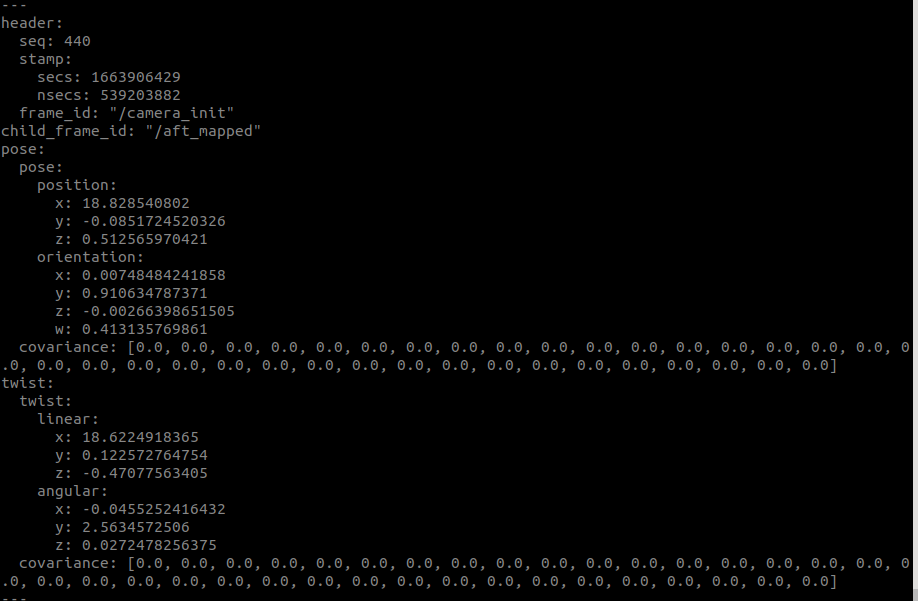 ---
header:
  seq: 440
  stamp:
    secs: 1663906429
    nsecs: 539203882
  frame_id: "/camera_init"
child_frame_id: "/aft_mapped"
pose:
  pose:
    position:
      x: 18.828540802
      y: -0.0851724520326
      z: 0.512565970421
    orientation:
      x: 0.00748484241858
      y: 0.910634787371
      z: -0.00266398651505
      w: 0.413135769861
  covariance: [0.0, 0.0, 0.0, 0.0, 0.0, 0.0, 0.0, 0.0, 0.0, 0.0, 0.0, 0.0, 0.0, 0.0, 0.0, 0.0, 0.0, 0
.0, 0.0, 0.0, 0.0, 0.0, 0.0, 0.0, 0.0, 0.0, 0.0, 0.0, 0.0, 0.0, 0.0, 0.0, 0.0, 0.0, 0.0, 0.0]
twist:
  twist:
    linear:
      x: 18.6224918365
      y: 0.122572764754
      z: -0.47077563405
    angular:
      x: -0.0455252416432
      y: 2.5634572506
      z: 0.0272478256375
  covariance: [0.0, 0.0, 0.0, 0.0, 0.0, 0.0, 0.0, 0.0, 0.0, 0.0, 0.0, 0.0, 0.0, 0.0, 0.0, 0.0, 0.0, 0
.0, 0.0, 0.0, 0.0, 0.0, 0.0, 0.0, 0.0, 0.0, 0.0, 0.0, 0.0, 0.0, 0.0, 0.0, 0.0, 0.0, 0.0, 0.0]
---